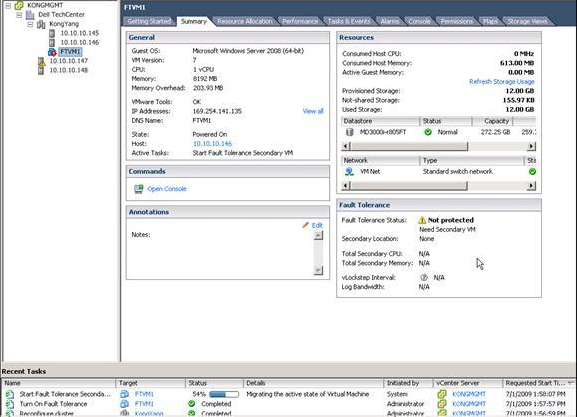 KONGMGMT
Dell TechCenter
KongYang
10.10.10.145
10.10.10.146
FTVM1
10.10.10.147
10.10.10.148
FTVM1
Getting Started Summary Resource Allocation Performance Tasks & Events Alarms Console Permissions Maps Storage Views
General
Guest OS: Microsoft Windows Server 2008 (64-bit)
VM Version: 7
CPU: 1 vCPU
Memory: 8192 MB
Memory Overhead: 203.93 MB
VMware Tools: OK
IP Addresses: 169.254.141.135 View all
DNS Name: FTVM1
State: Powered On
Host: 10.10.10.146
Active Tasks: Start Fault Tolerance Secondary VM
Commands
Open Console
Annotations
Edit
Notes:
Resources
Consumed Host CPU: 0 MHz
Consumed Host Memory: 613.00 MB
Active Guest Memory: 0.00 MB
Refresh Storage Usage
Provisioned Storage: 12.00 GB
Not-shared Storage: 155.97 KB
Used Storage: 12.00 GB
Datastore Status Capacity
MD3000i-r805FT Normal 272.25 GB 259.
Network Type Sta
VM Net Standard switch network
Fault Tolerance
Fault Tolerance Status: Not protected
Need Secondary VM
Secondary Location: None
Total Secondary CPU: N/A
Total Secondary Memory: N/A
vLockstep Interval: N/A
Log Bandwidth: N/A
Recent Tasks
Name Target Status Details Initiated by vCenter Server Requested Start Ti...
Start Fault Tolerance Seconda... FTVM1 54% Migrating the active state of Virtual Machine System KONGMGMT 7/1/2009 1:58:07 PM
Turn On Fault Tolerance FTVM1 Completed Administrator KONGMGMT 7/1/2009 1:57:57 PM
Reconfigure cluster KongYang Completed Administrator KONGMGMT 7/1/2009 1:54:08 PM